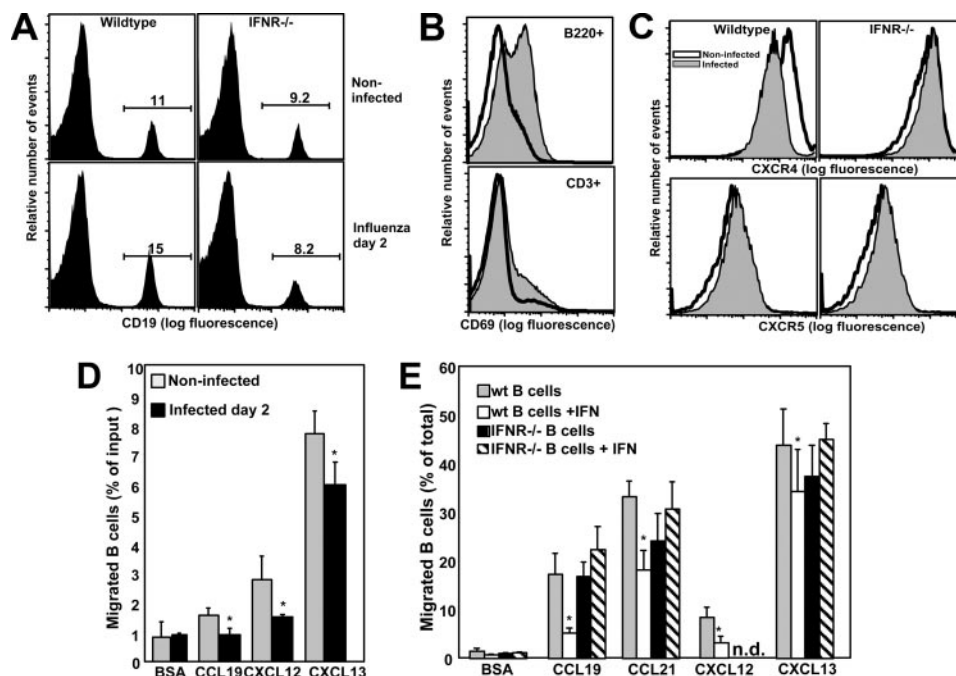 A
Wildtype
IFNR-/-
Relative number of events
11
9.2
Non-
infected
15
8.2
Influenza
day 2
CD19 (log fluorescence)
B
Relative number of events
B220+
CD3+
CD69 (log fluorescence)
C
Wildtype
IFNR-/-
Non-infected
Infected
Relative number of events
CXCR4 (log fluorescence)
CXCR5 (log fluorescence)
D
Migrated B cells (% of input )
10
9
8
7
6
5
4
3
2
1
0
Non-infected
Infected day 2
*
*
*
BSA
CCL19
CXCL12
CXCL13
E
Migrated B cells (% of total)
60
50
40
30
20
10
0
wt B cells
wt B cells +IFN
IFNR-/- B cells
IFNR-/- B cells + IFN
*
*
*
n.d.
*
BSA
CCL19
CCL21
CXCL12
CXCL13